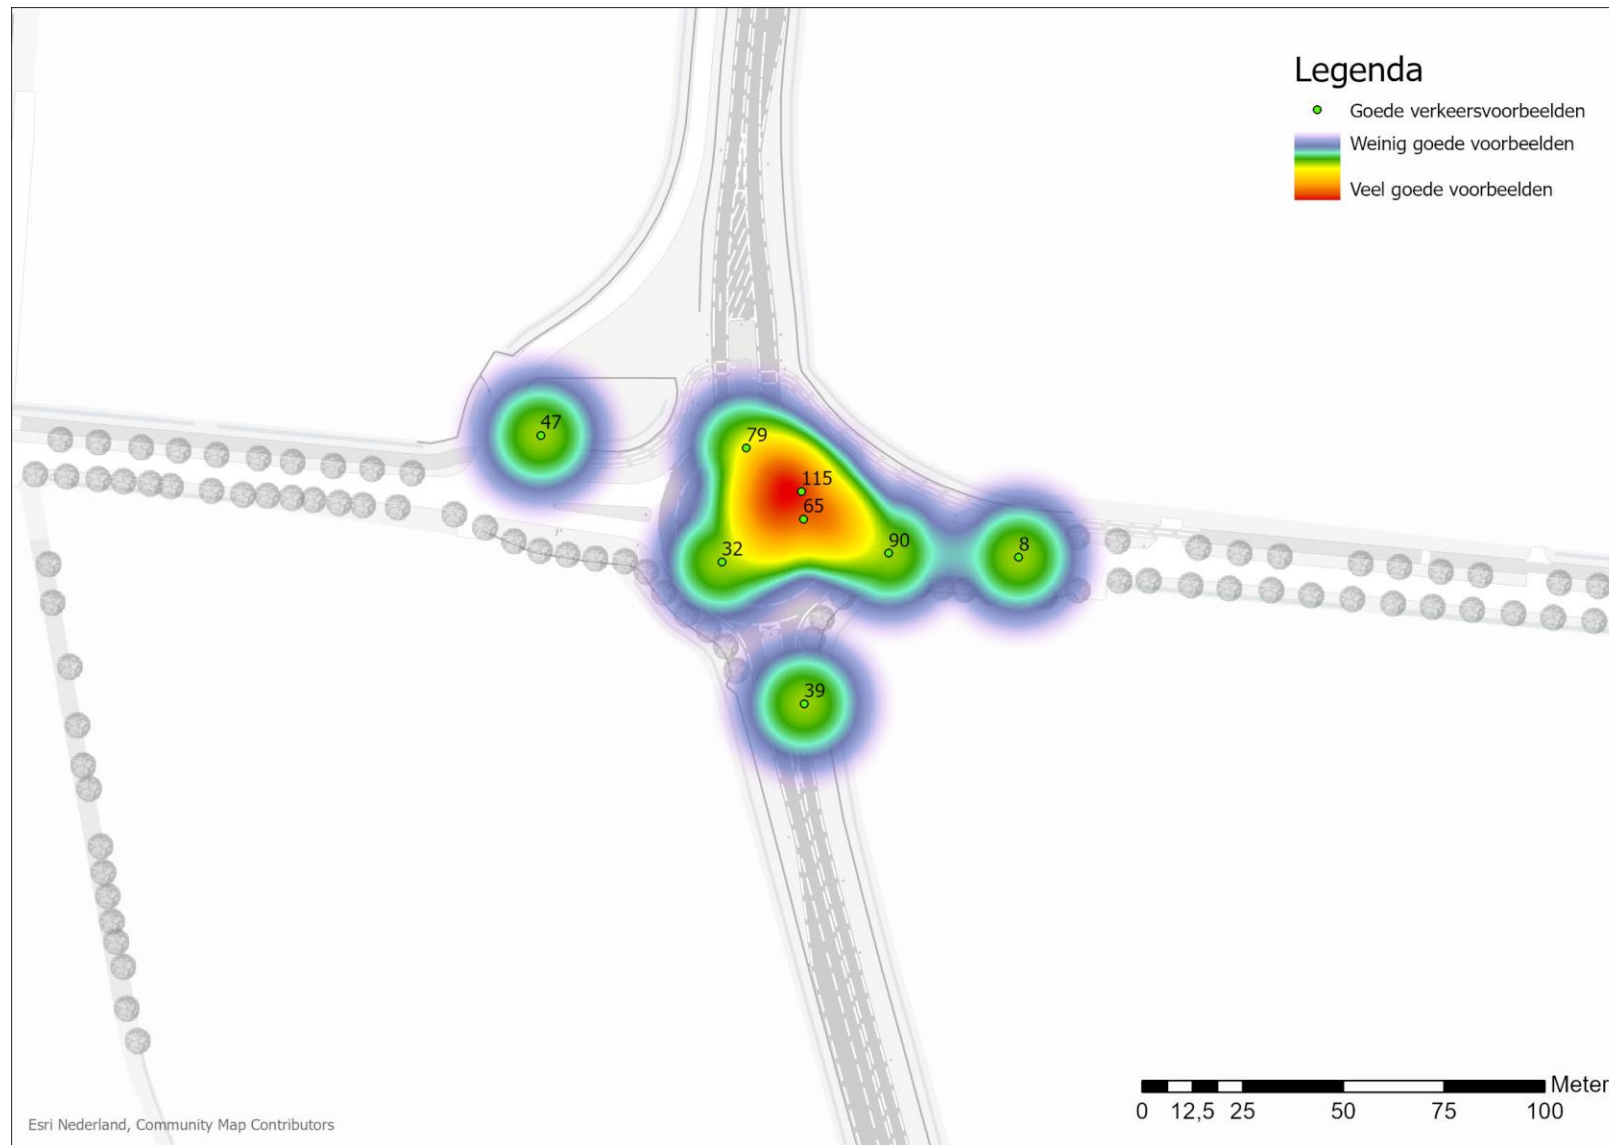 Legenda
Goede verkeersvoorbeelden
Weinig goede voorbeelden
Veel goede voorbeelden
47
79
115
65
90
8
32
39
Meter
0 12,5 25 50 75 100
Esri Nederland, Community Map Contributors